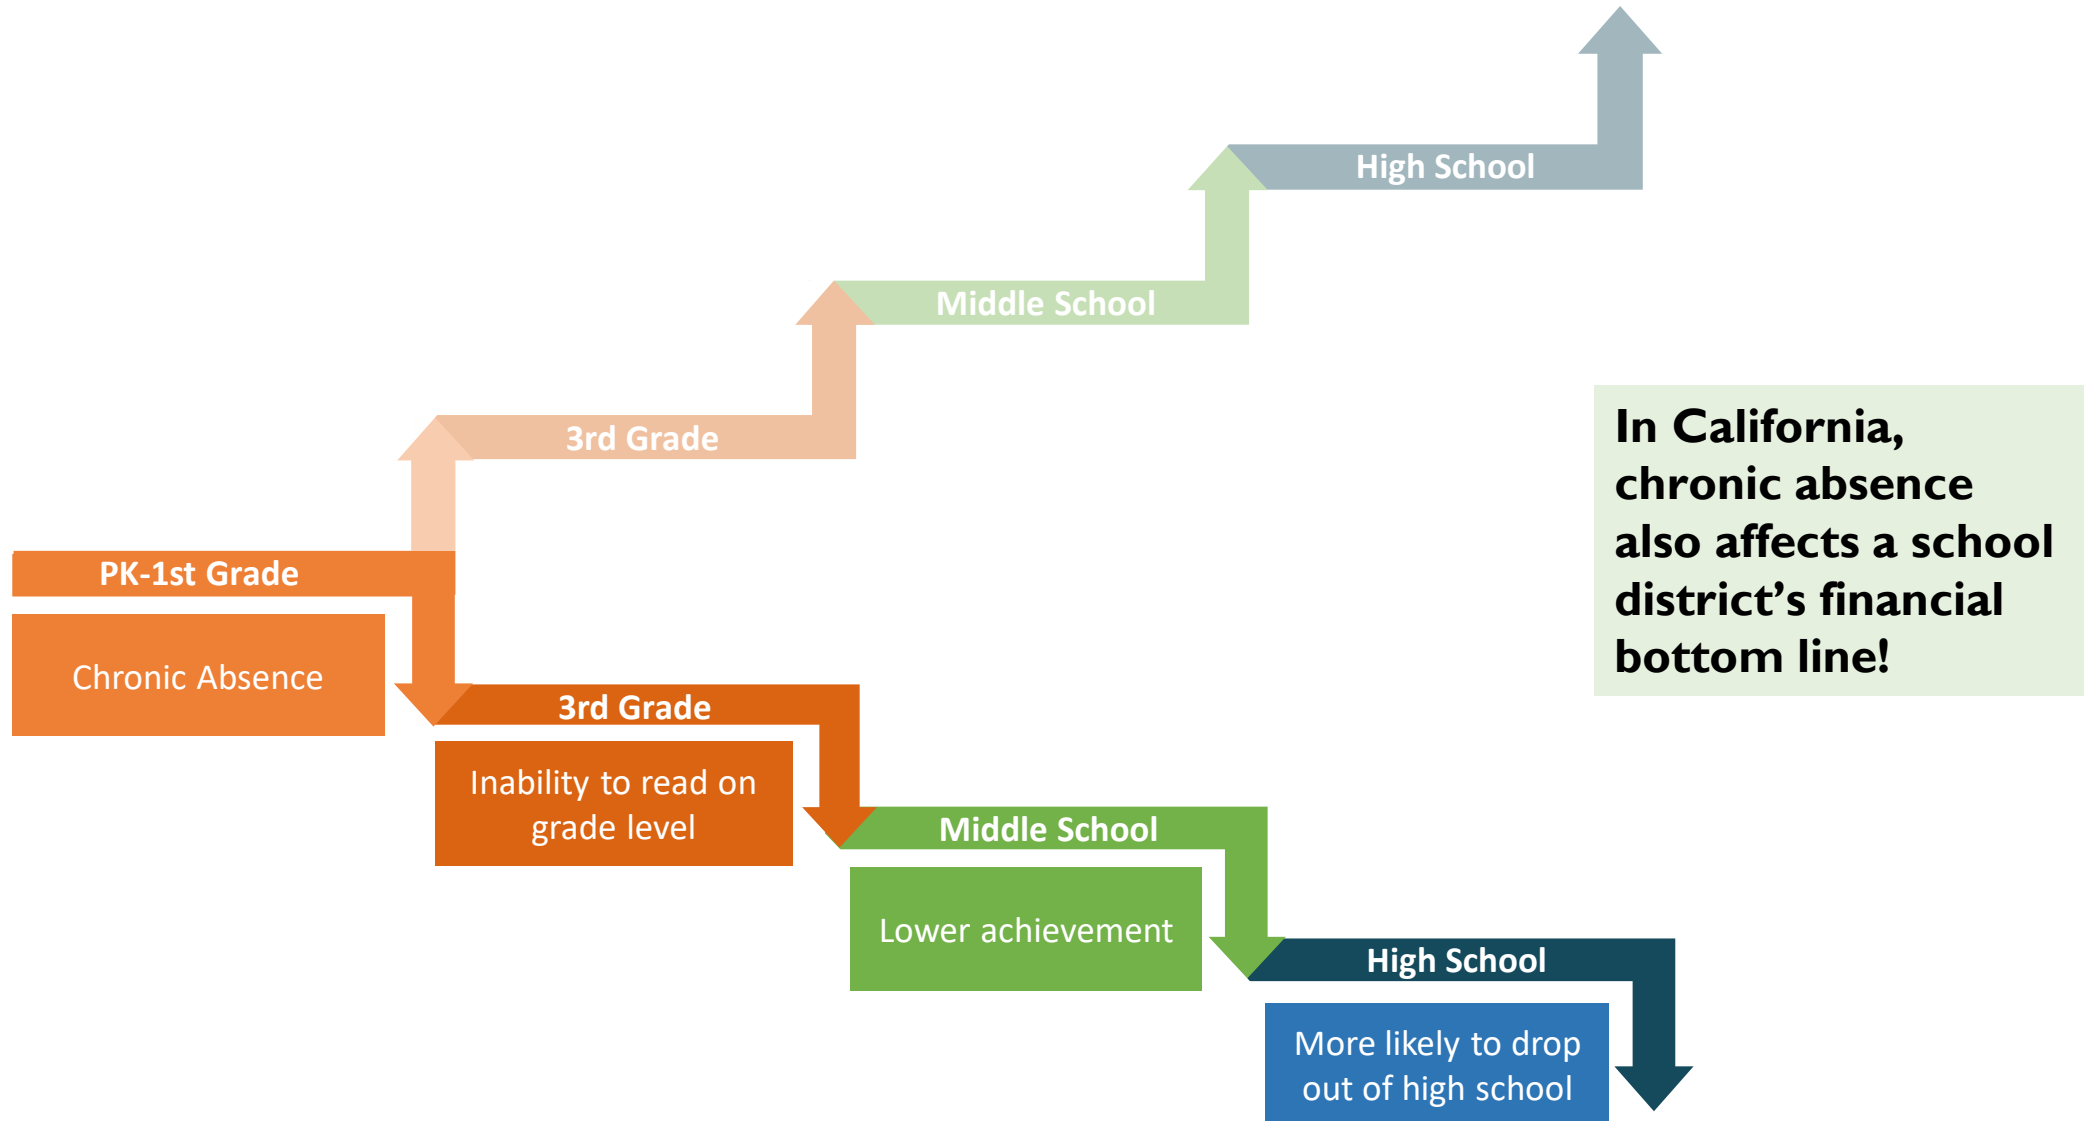 High School
Middle School
3rd Grade
In California,
chronic absence
also affects a school
district’s financial
bottom line!
PK-1st Grade
Chronic Absence
3rd Grade
Inability to read on
grade level
Middle School
Lower achievement
High School
More likely to drop
out of high school